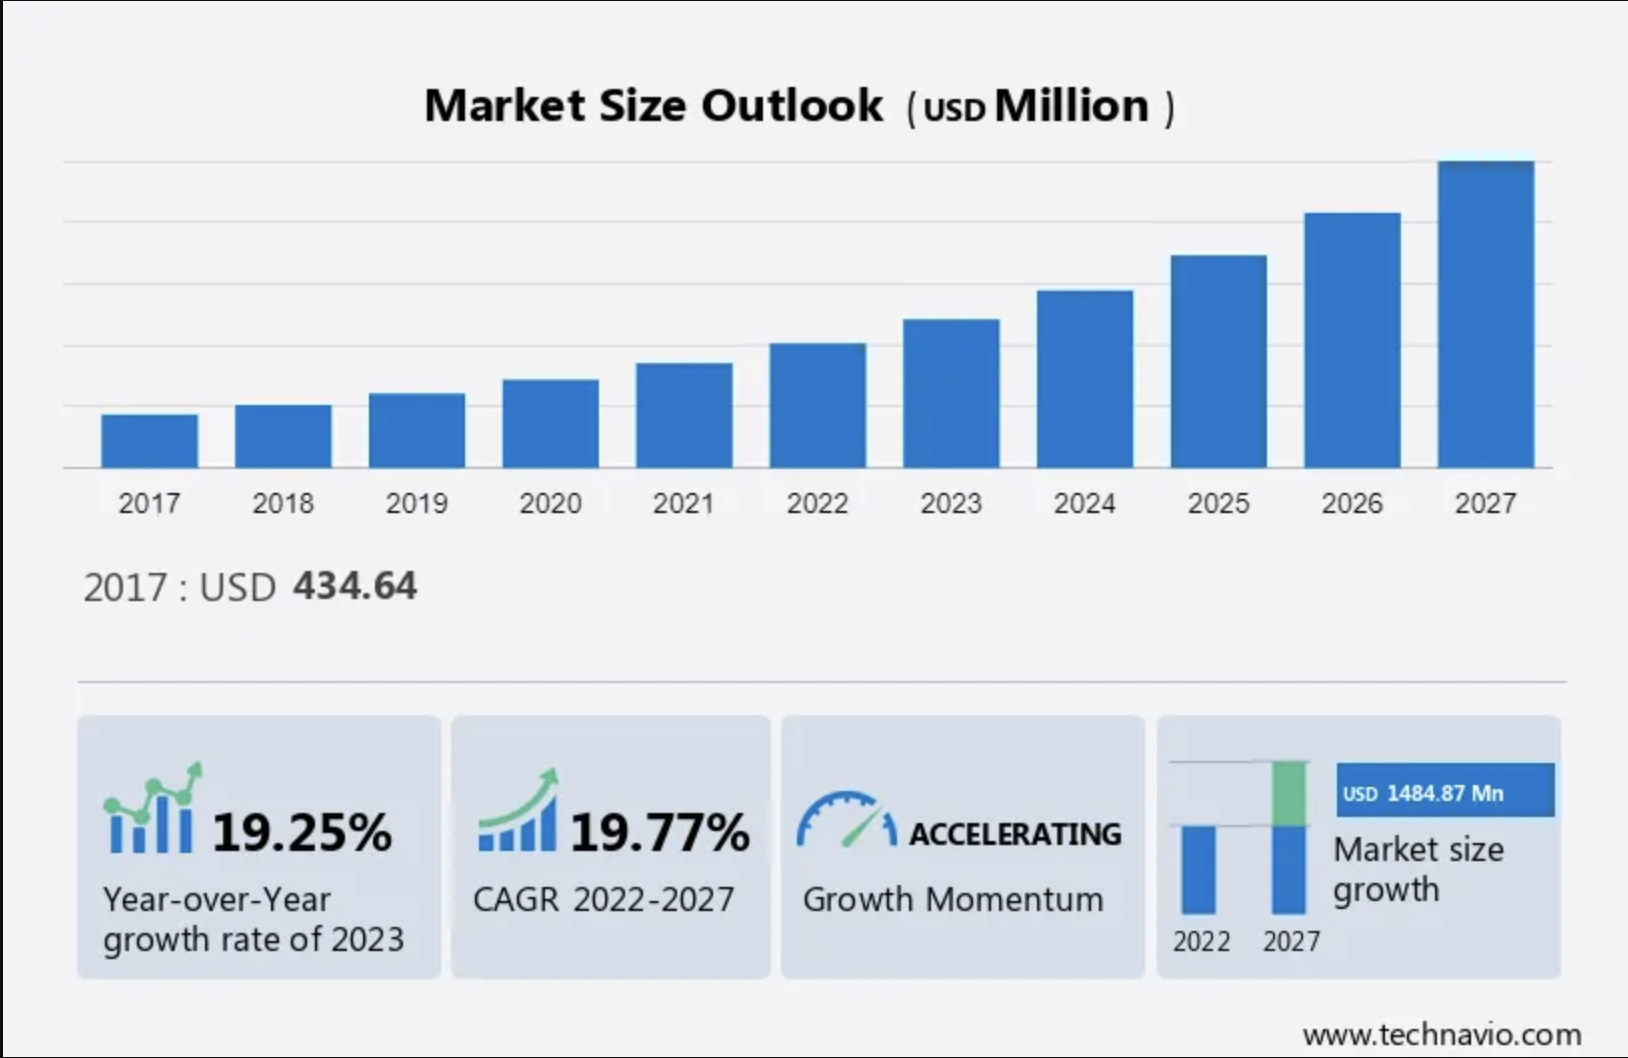 Market Size Outlook ( USD Million )
2017 2018 2019 2020 2021 2022 2023 2024 2025 2026 2027
2017 : USD 434.64
19.25%
Year-over-Year
growth rate of 2023
19.77%
CAGR 2022-2027
ACCELERATING
Growth Momentum
USD 1484.87 Mn
Market size
growth
2022 2027
www.technavio.com